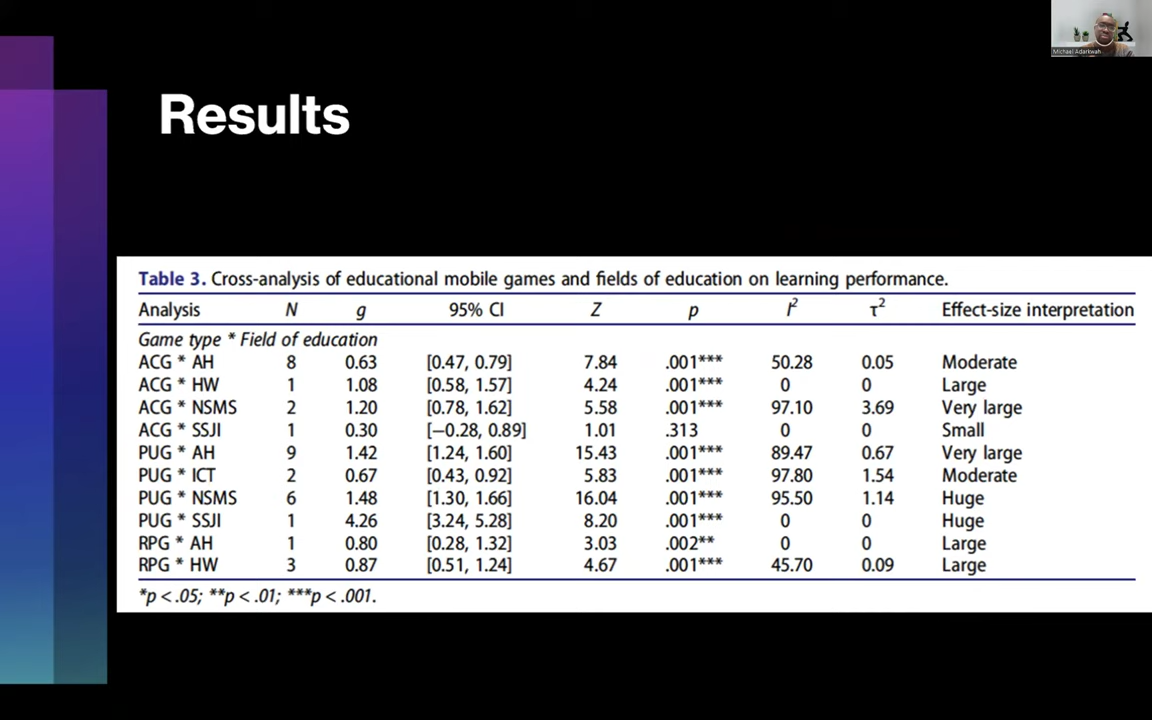 Michael Adarkwah
Results
Table 3. Cross-analysis of educational mobile games and fields of education on learning performance.
Analysis N g 95% CI Z p I² τ² Effect-size interpretation
Game type * Field of education
ACG * AH 8 0.63 [0.47, 0.79] 7.84 .001*** 50.28 0.05 Moderate
ACG * HW 1 1.08 [0.58, 1.57] 4.24 .001*** 0 0 Large
ACG * NSMS 2 1.20 [0.78, 1.62] 5.58 .001*** 97.10 3.69 Very large
ACG * SSJI 1 0.30 [−0.28, 0.89] 1.01 .313 0 0 Small
PUG * AH 9 1.42 [1.24, 1.60] 15.43 .001*** 89.47 0.67 Very large
PUG * ICT 2 0.67 [0.43, 0.92] 5.83 .001*** 97.80 1.54 Moderate
PUG * NSMS 6 1.48 [1.30, 1.66] 16.04 .001*** 95.50 1.14 Huge
PUG * SSJI 1 4.26 [3.24, 5.28] 8.20 .001*** 0 0 Huge
RPG * AH 1 0.80 [0.28, 1.32] 3.03 .002** 0 0 Large
RPG * HW 3 0.87 [0.51, 1.24] 4.67 .001*** 45.70 0.09 Large
*p < .05; **p < .01; ***p < .001.